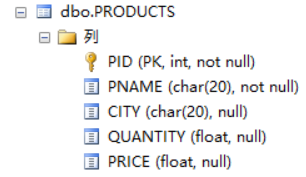 dbo.PRODUCTS
列
PID (PK, int, not null)
PNAME (char(20), not null)
CITY (char(20), null)
QUANTITY (float, null)
PRICE (float, null)